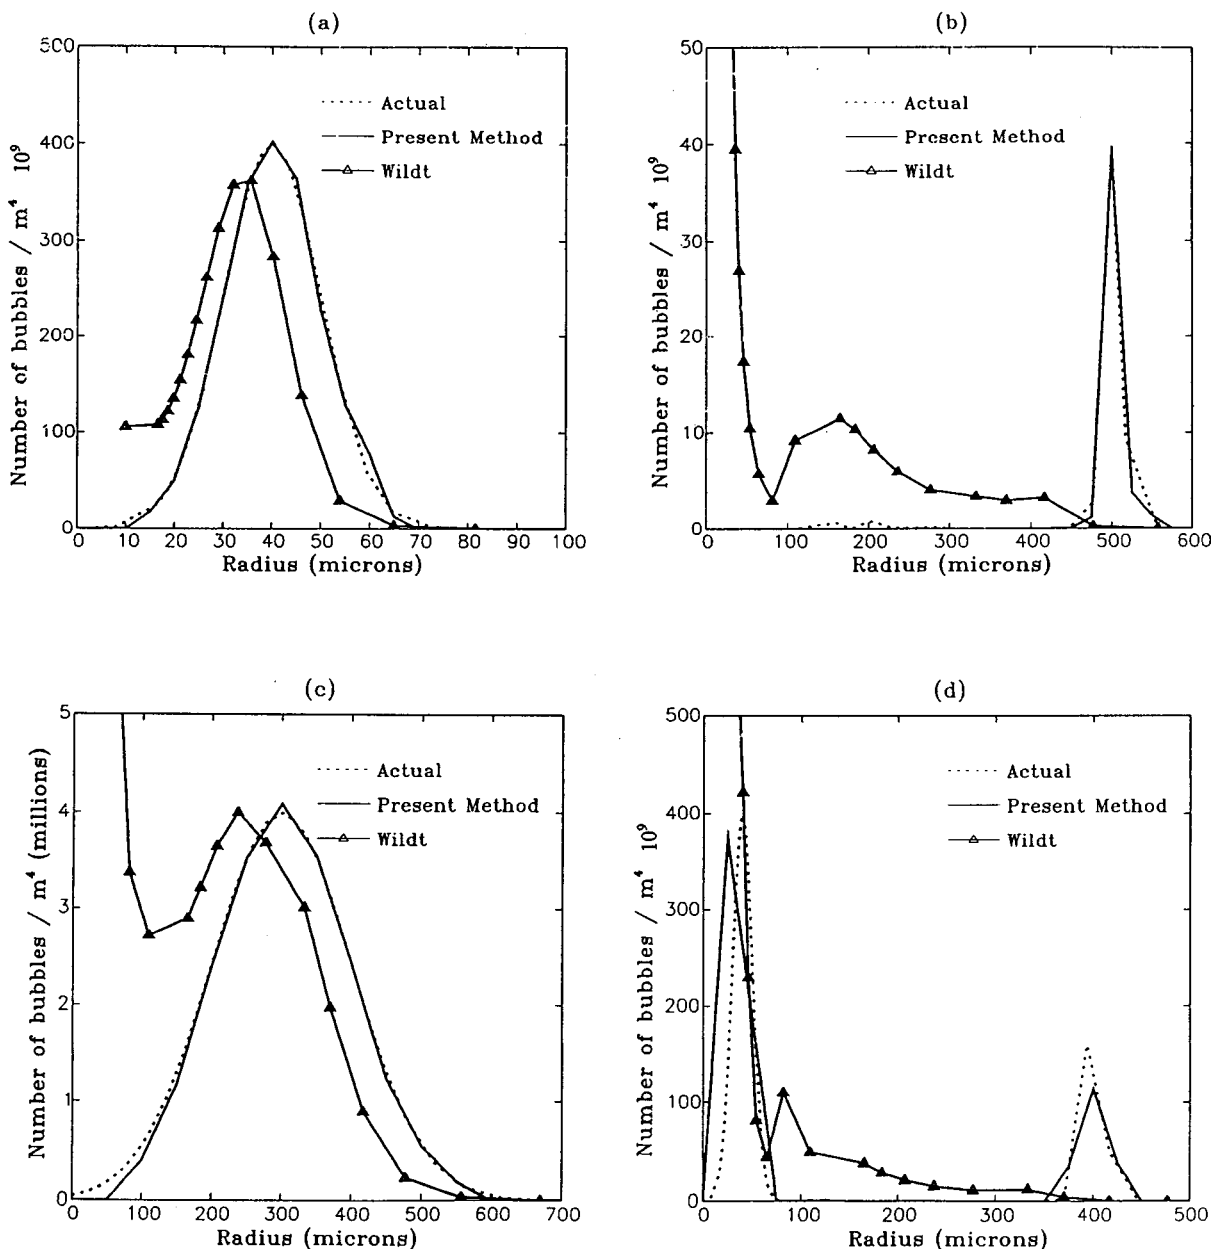 (a)
Number of bubbles / m⁴ 10⁹
500
400
300
200
100
0
Actual
Present Method
Wildt
0 10 20 30 40 50 60 70 80 90 100
Radius (microns)
(b)
Number of bubbles / m⁴ 10⁹
50
40
30
20
10
0
Actual
Present Method
Wildt
0 100 200 300 400 500 600
Radius (microns)
(c)
Number of bubbles / m⁴ (millions)
5
4
3
2
1
0
Actual
Present Method
Wildt
0 100 200 300 400 500 600 700
Radius (microns)
(d)
Number of bubbles / m⁴ 10⁹
500
400
300
200
100
0
Actual
Present Method
Wildt
0 100 200 300 400 500
Radius (microns)